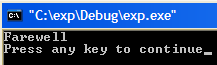 "C:\exp\Debug\exp.exe"
Farewell
Press any key to continue_